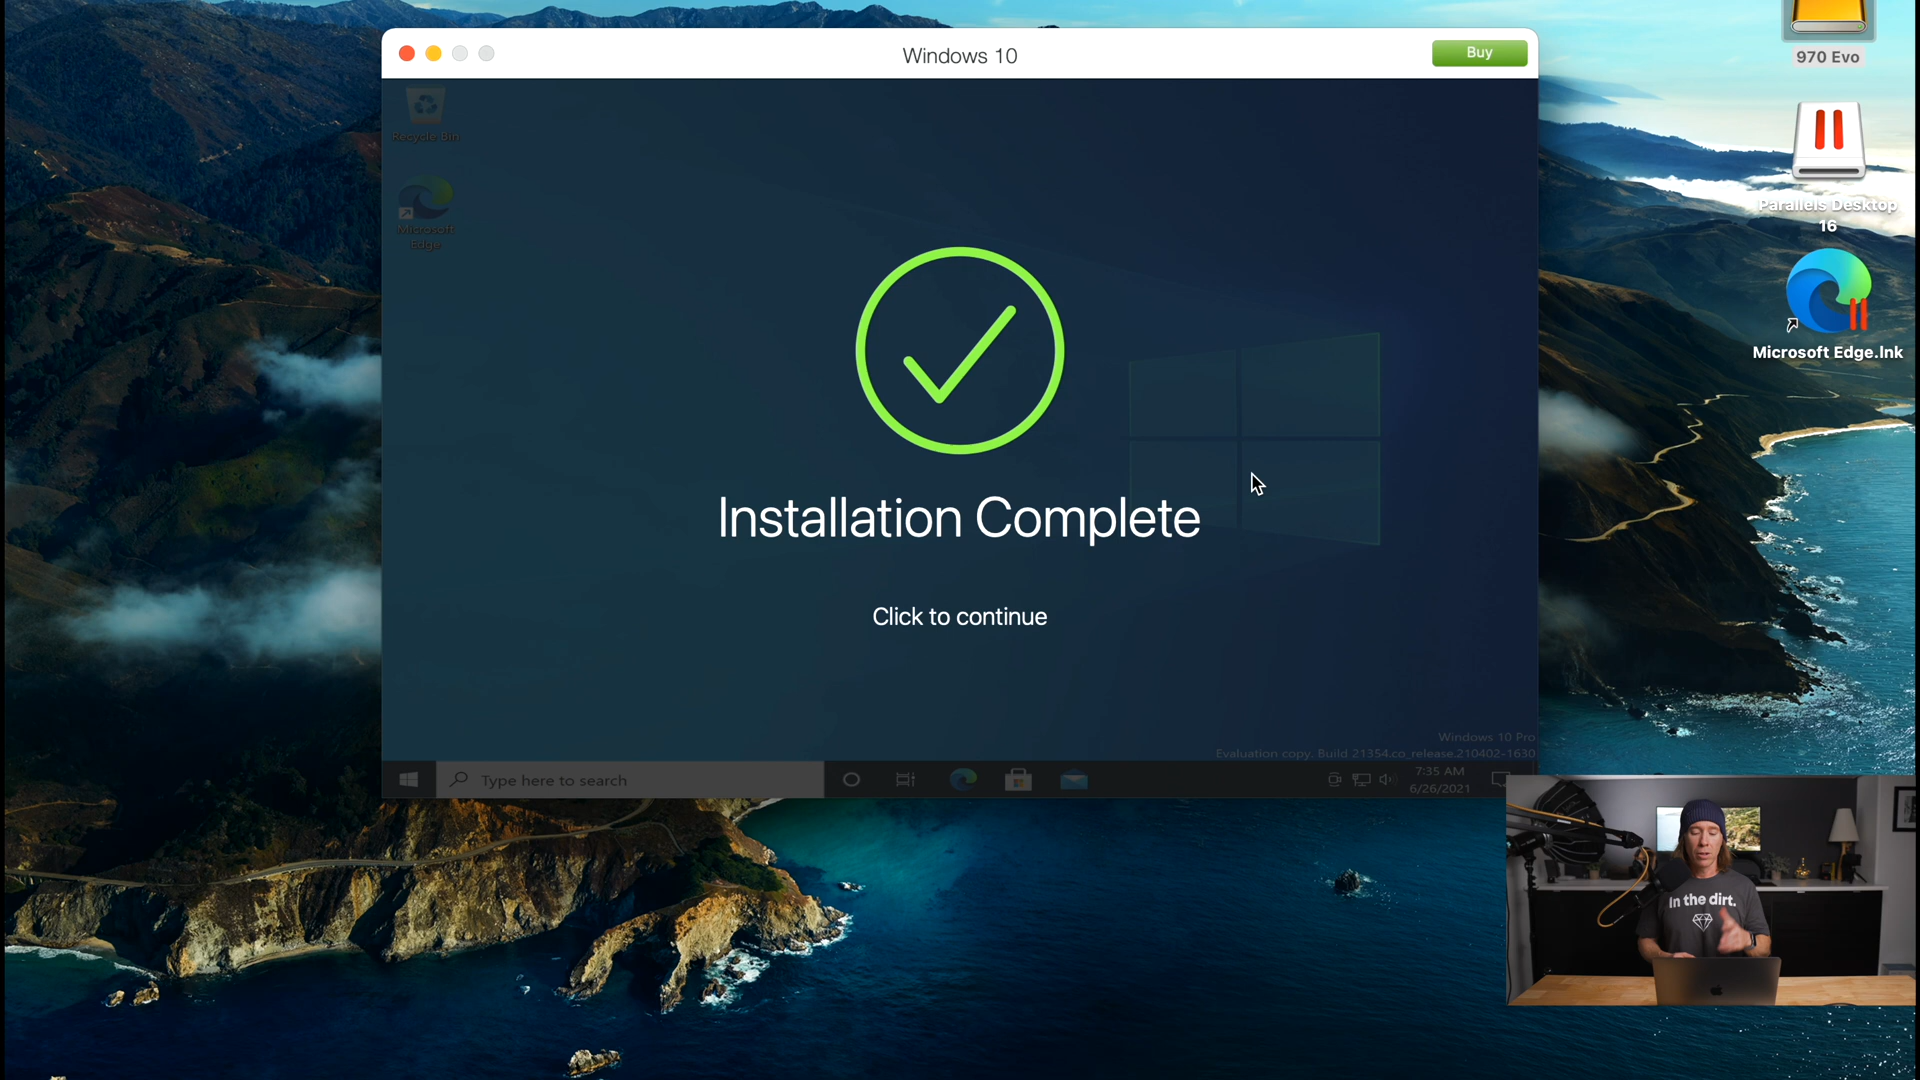 Windows 10
Buy
970 Evo
Recycle Bin
Parallels Desktop
16
Microsoft
Edge
Microsoft Edge.lnk
Installation Complete
Click to continue
Windows 10 Pro
Evaluation copy. Build 21354.co_release.210402-1630
Type here to search
7:35 AM
6/26/2021
In the dirt.